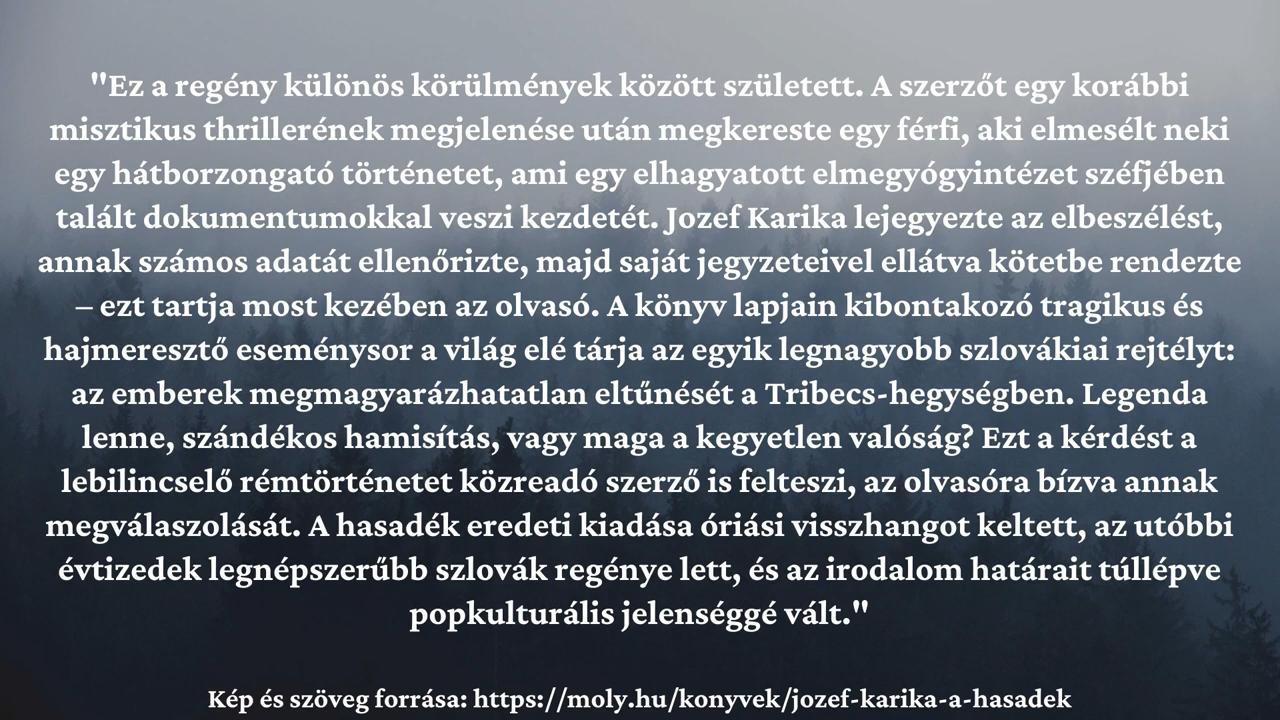 "Ez a regény különös körülmények között született. A szerzőt egy korábbi
misztikus thrillerének megjelenése után megkereste egy férfi, aki elmesélt neki
egy hátborzongató történetet, ami egy elhagyatott elmegyógyintézet széfjében
talált dokumentumokkal veszi kezdetét. Jozef Karika lejegyezte az elbeszélést,
annak számos adatát ellenőrizte, majd saját jegyzeteivel ellátva kötetbe rendezte
– ezt tartja most kezében az olvasó. A könyv lapjain kibontakozó tragikus és
hajmeresztő eseménysor a világ elé tárja az egyik legnagyobb szlovákiai rejtélyt:
az emberek megmagyarázhatatlan eltűnését a Tribecs-hegységben. Legenda
lenne, szándékos hamisítás, vagy maga a kegyetlen valóság? Ezt a kérdést a
lebilincselő rémtörténetet közreadó szerző is felteszi, az olvasóra bízva annak
megválaszolását. A hasadék eredeti kiadása óriási visszhangot keltett, az utóbbi
évtizedek legnépszerűbb szlovák regénye lett, és az irodalom határait túllépve
popkulturális jelenséggé vált."
Kép és szöveg forrása: https://moly.hu/konyvek/jozef-karika-a-hasadek